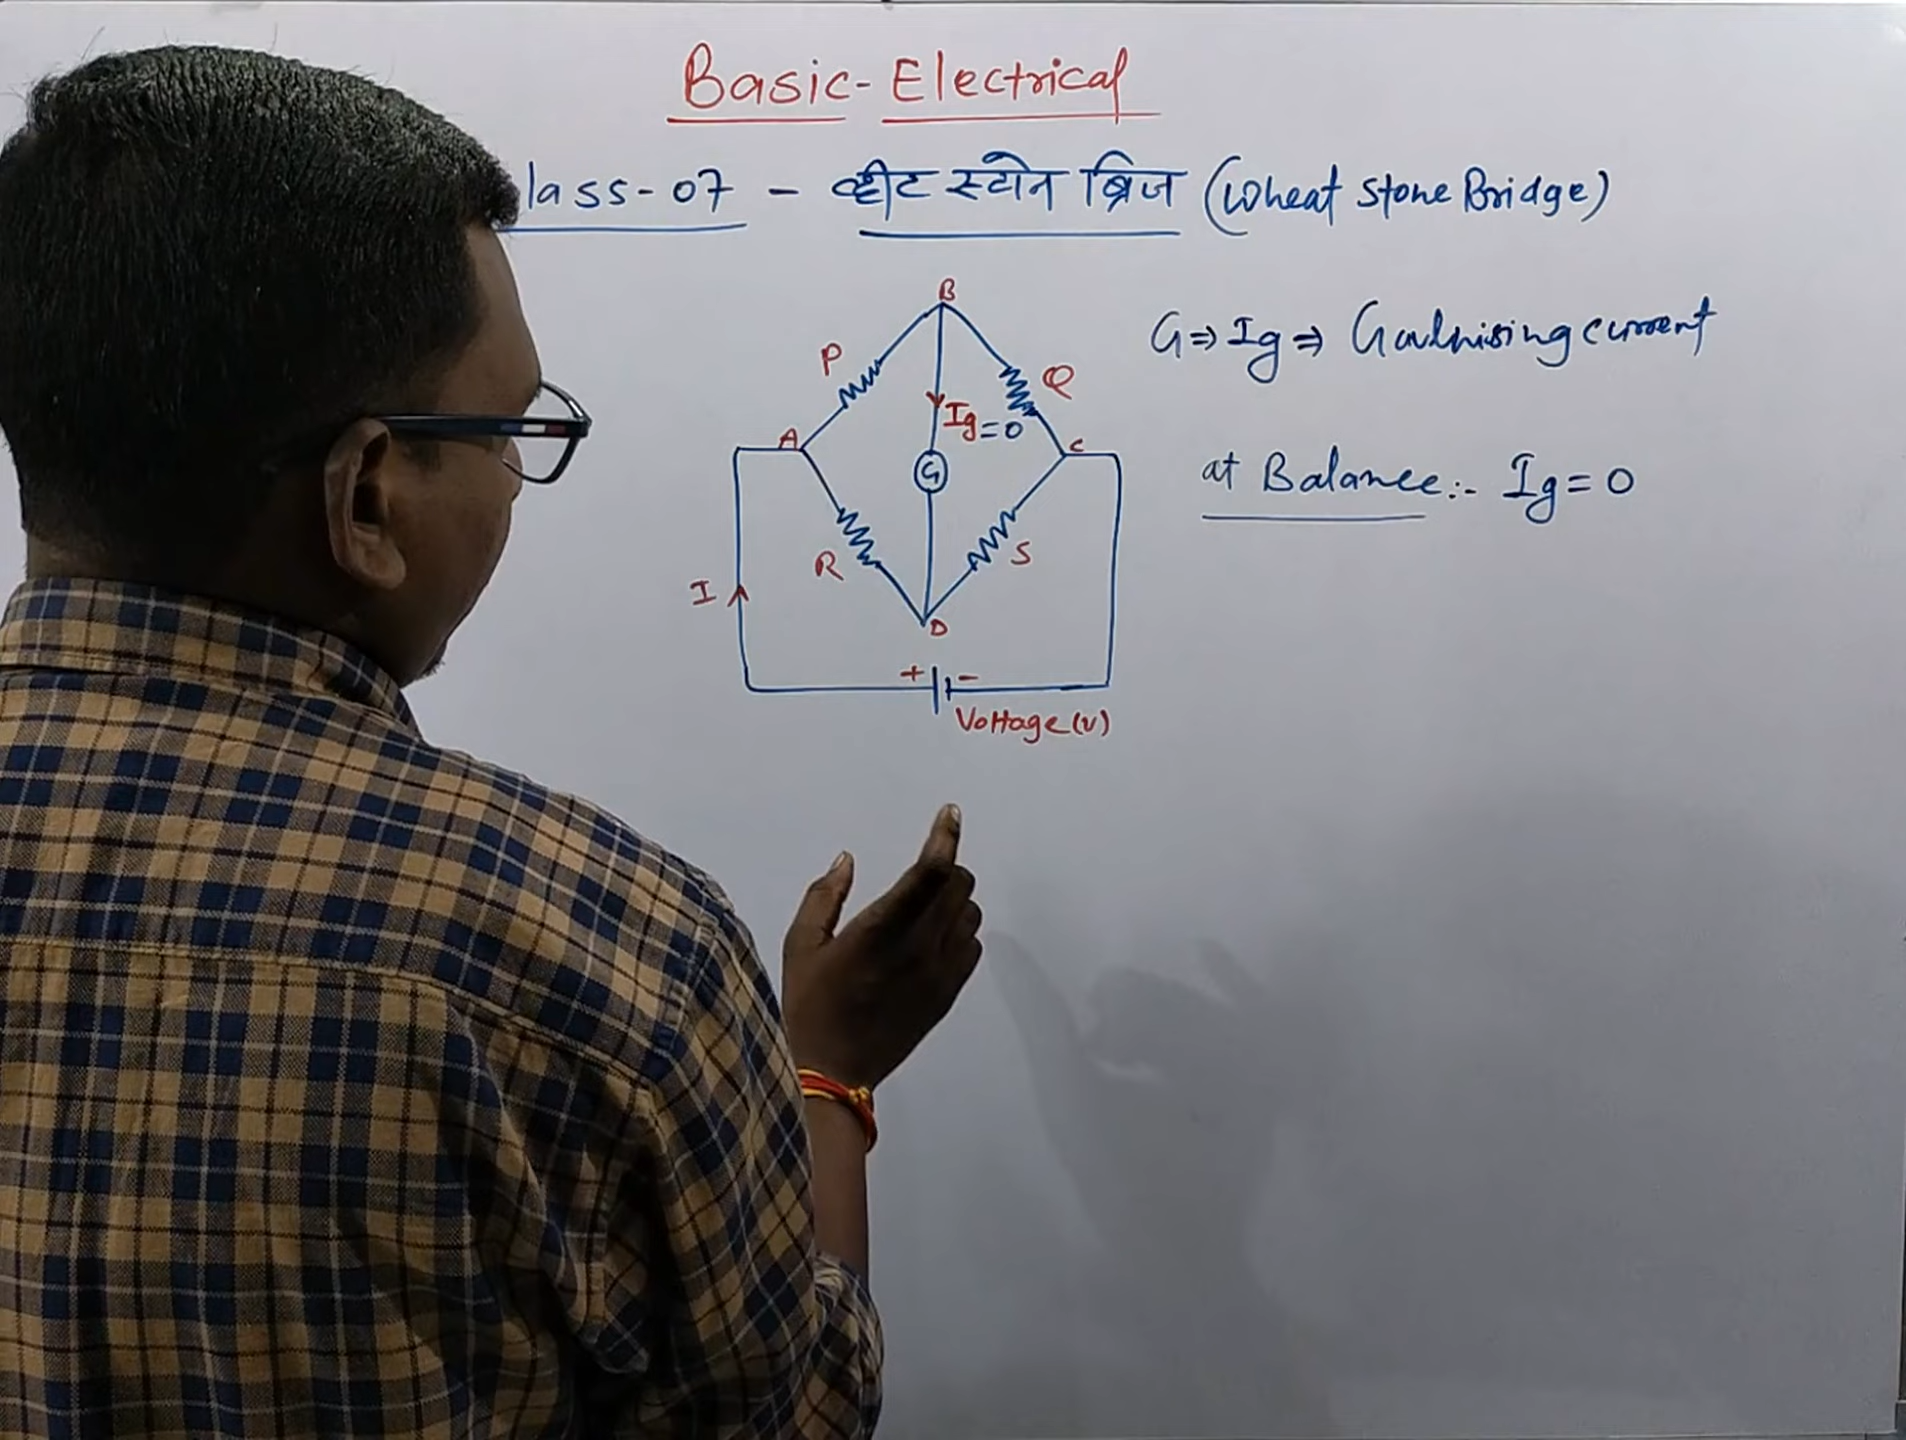 Basic-Electrical
lass-07 - व्हीट स्टोन ब्रिज (Wheat Stone Bridge)
B
P
Q
G⇒Ig⇒ Galvnising current
Ig=0
A
C
G
at Balance:- Ig=0
R
S
I
D
+ -
Voltage(v)